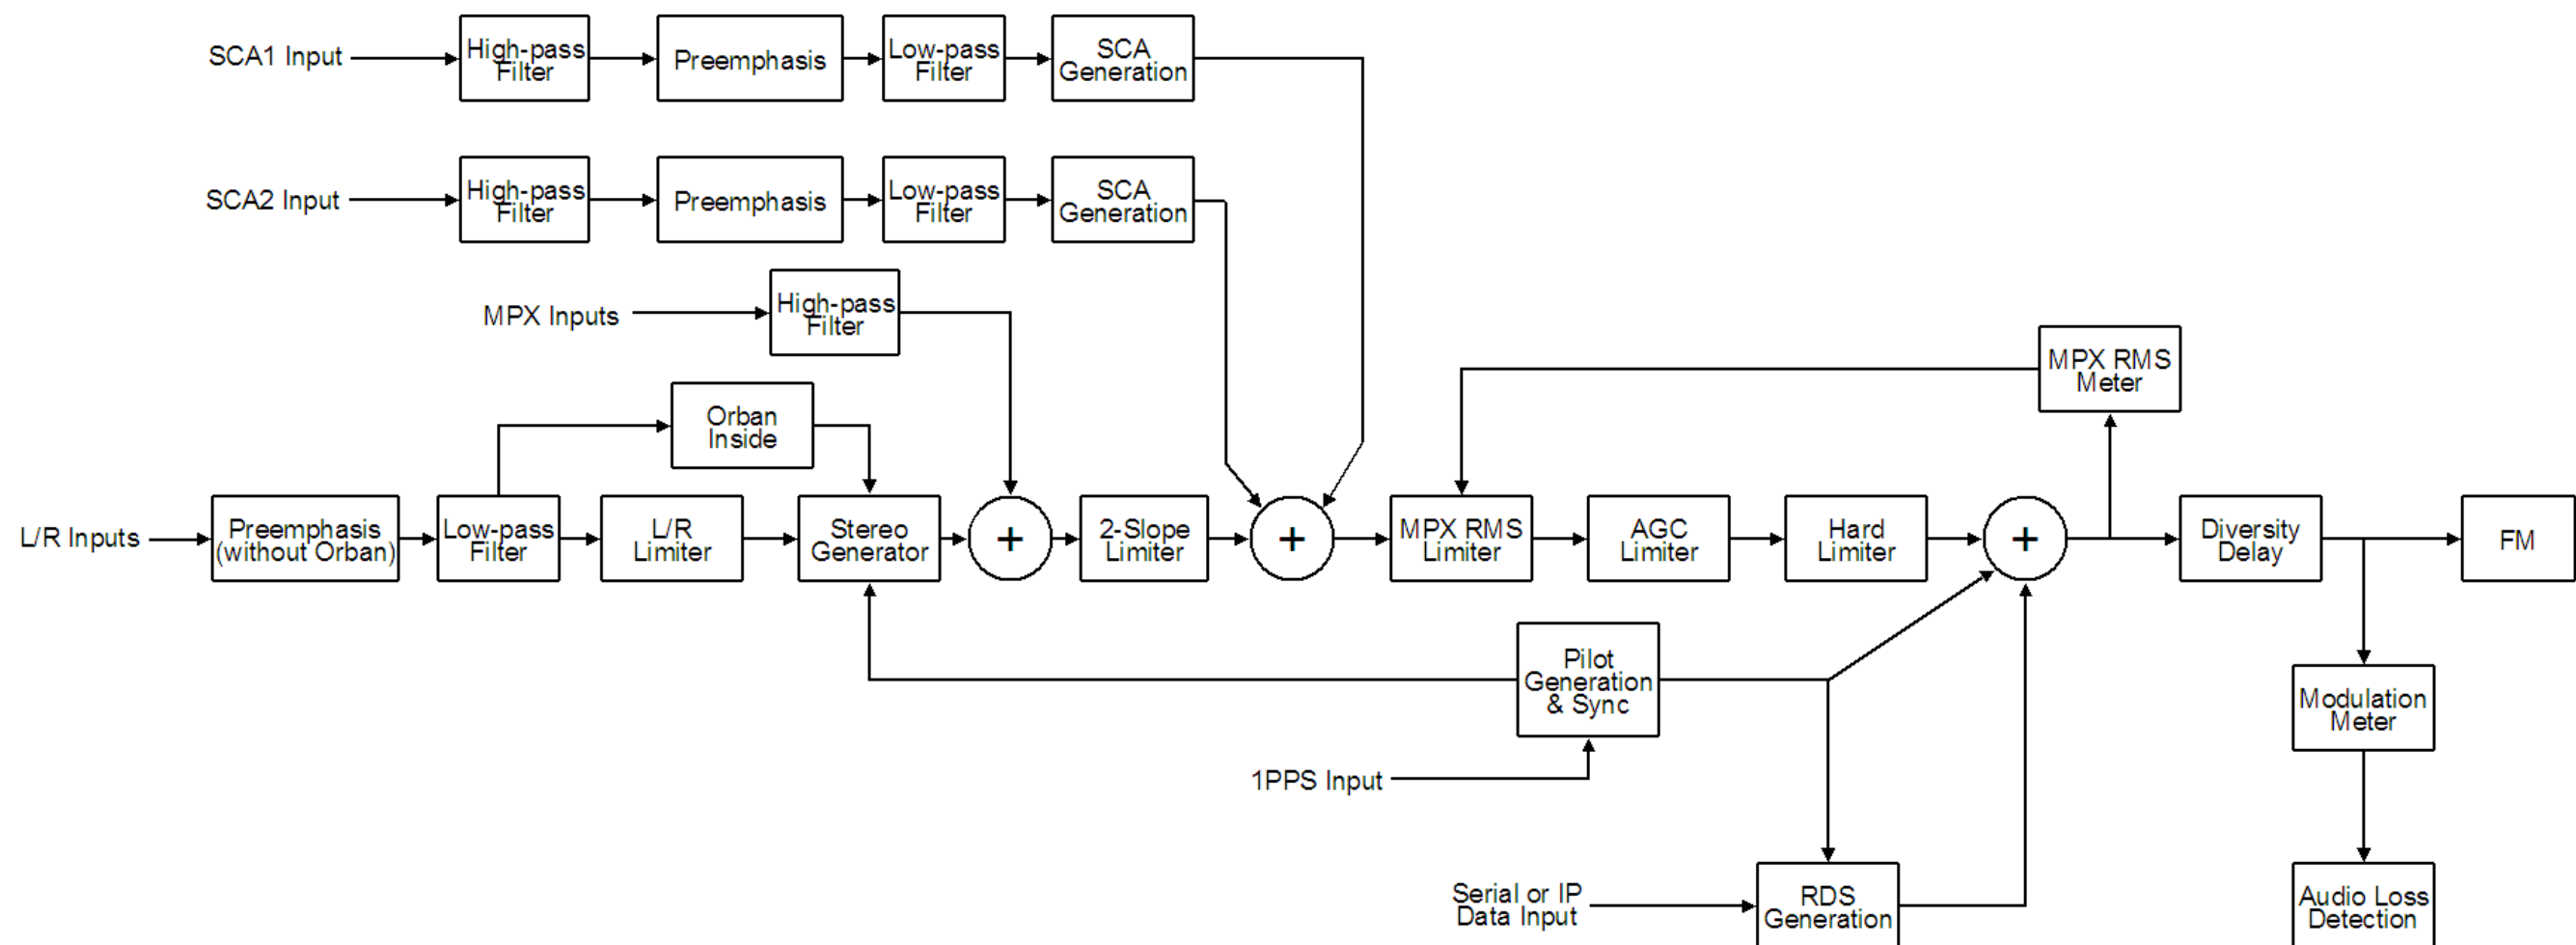 SCA1 Input
High-pass
Filter
Preemphasis
Low-pass
Filter
SCA
Generation
SCA2 Input
High-pass
Filter
Preemphasis
Low-pass
Filter
SCA
Generation
MPX Inputs
High-pass
Filter
MPX RMS
Meter
Orban
Inside
L/R Inputs
Preemphasis
(without Orban)
Low-pass
Filter
L/R
Limiter
Stereo
Generator
+
2-Slope
Limiter
+
MPX RMS
Limiter
AGC
Limiter
Hard
Limiter
+
Diversity
Delay
FM
Pilot
Generation
& Sync
Modulation
Meter
1PPS Input
Serial or IP
Data Input
RDS
Generation
Audio Loss
Detection